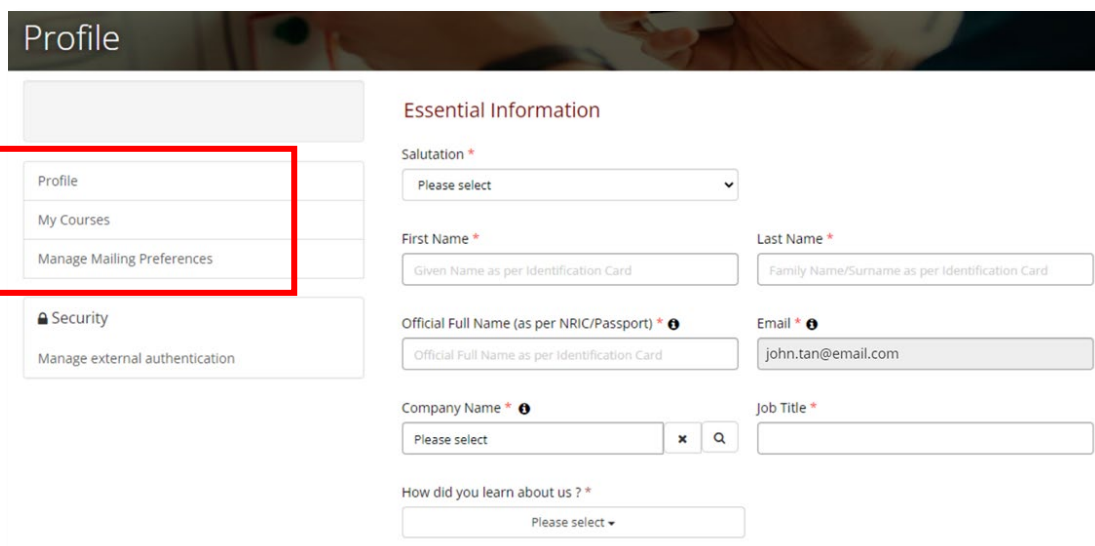 Profile
Profile
My Courses
Manage Mailing Preferences
Security
Manage external authentication
Essential Information
Salutation *
Please select
First Name *
Last Name *
Given Name as per Identification Card
Family Name/Surname as per Identification Card
Official Full Name (as per NRIC/Passport) *
Email *
Official Full Name as per Identification Card
john.tan@email.com
Company Name *
Job Title *
Please select
How did you learn about us ? *
Please select